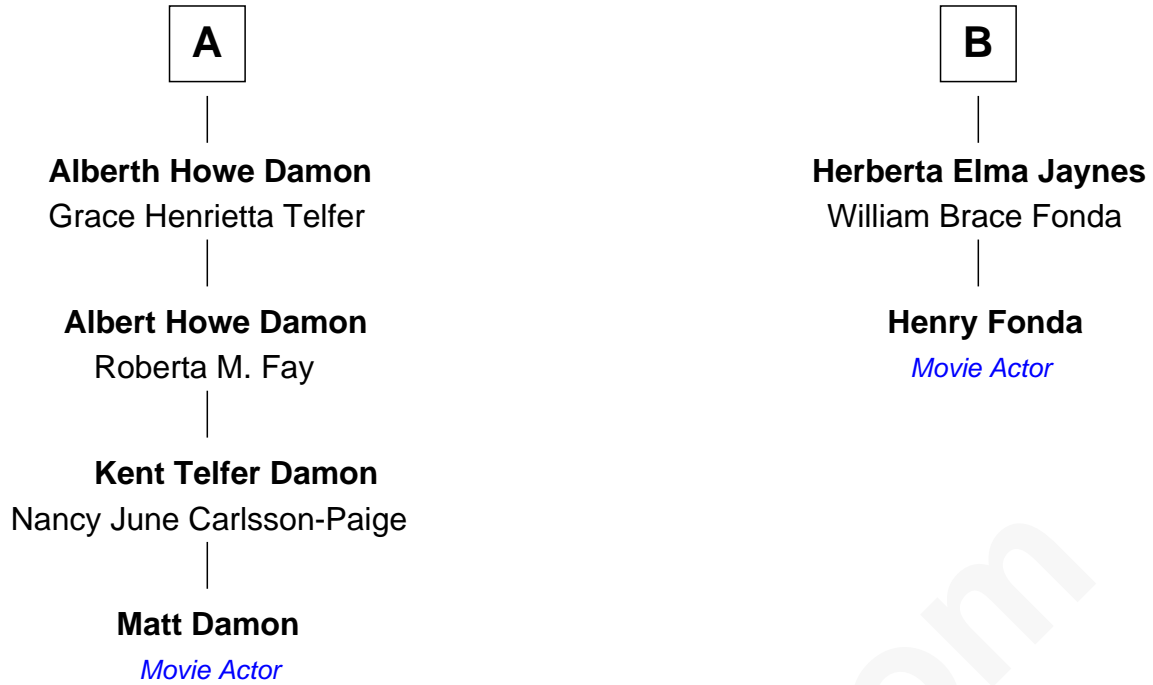 A
B
Alberth Howe Damon
Grace Henrietta Telfer
Herberta Elma Jaynes
William Brace Fonda
Albert Howe Damon
Roberta M. Fay
Henry Fonda
Movie Actor
Kent Telfer Damon
Nancy June Carlsson-Paige
Matt Damon
Movie Actor
om